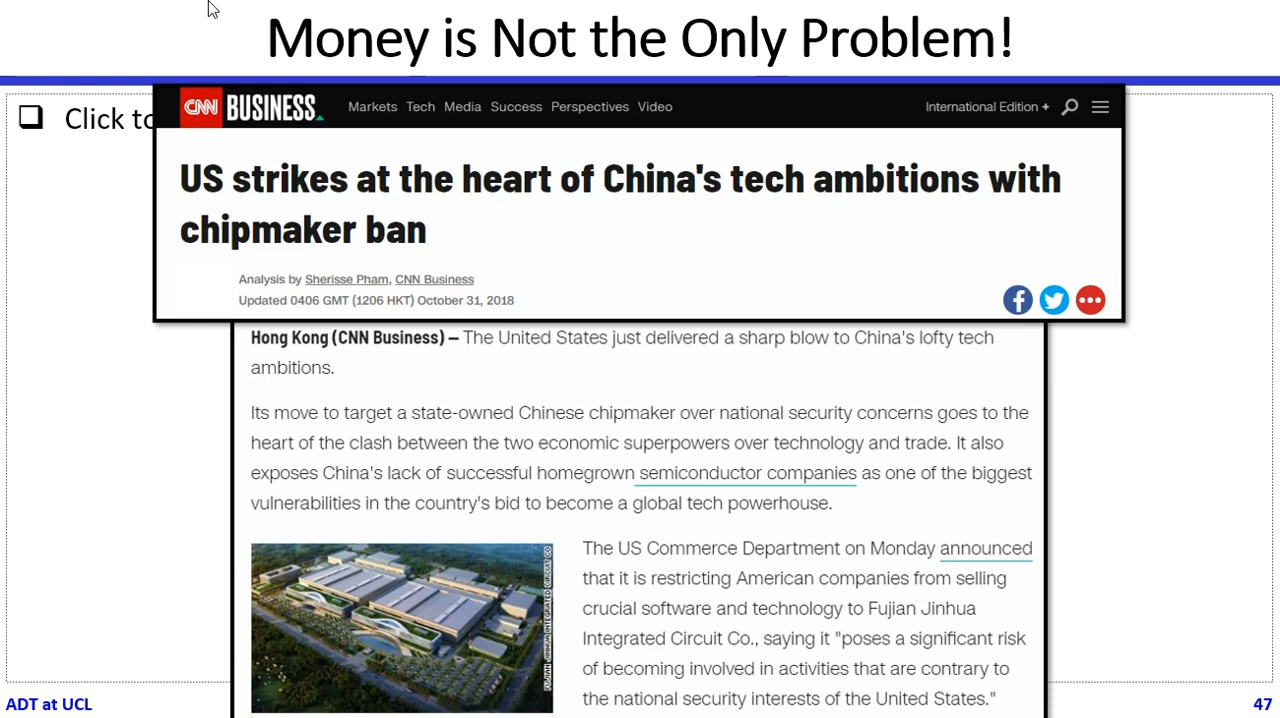 Money is Not the Only Problem!
❑ Click to
CNN BUSINESS Markets Tech Media Success Perspectives Video International Edition +
US strikes at the heart of China's tech ambitions with
chipmaker ban
Analysis by Sherisse Pham, CNN Business
Updated 0406 GMT (1206 HKT) October 31, 2018
Hong Kong (CNN Business) — The United States just delivered a sharp blow to China's lofty tech
ambitions.
Its move to target a state-owned Chinese chipmaker over national security concerns goes to the
heart of the clash between the two economic superpowers over technology and trade. It also
exposes China's lack of successful homegrown semiconductor companies as one of the biggest
vulnerabilities in the country's bid to become a global tech powerhouse.
FUJIAN JINHUA INTEGRATED CIRCUIT CO
The US Commerce Department on Monday announced
that it is restricting American companies from selling
crucial software and technology to Fujian Jinhua
Integrated Circuit Co., saying it "poses a significant risk
of becoming involved in activities that are contrary to
the national security interests of the United States."
ADT at UCL
47